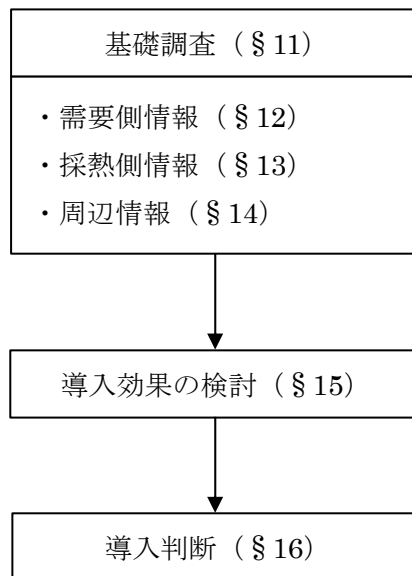 基礎調査（§11）
・需要側情報（§12）
・採熱側情報（§13）
・周辺情報（§14）
導入効果の検討（§15）
導入判断（§16）